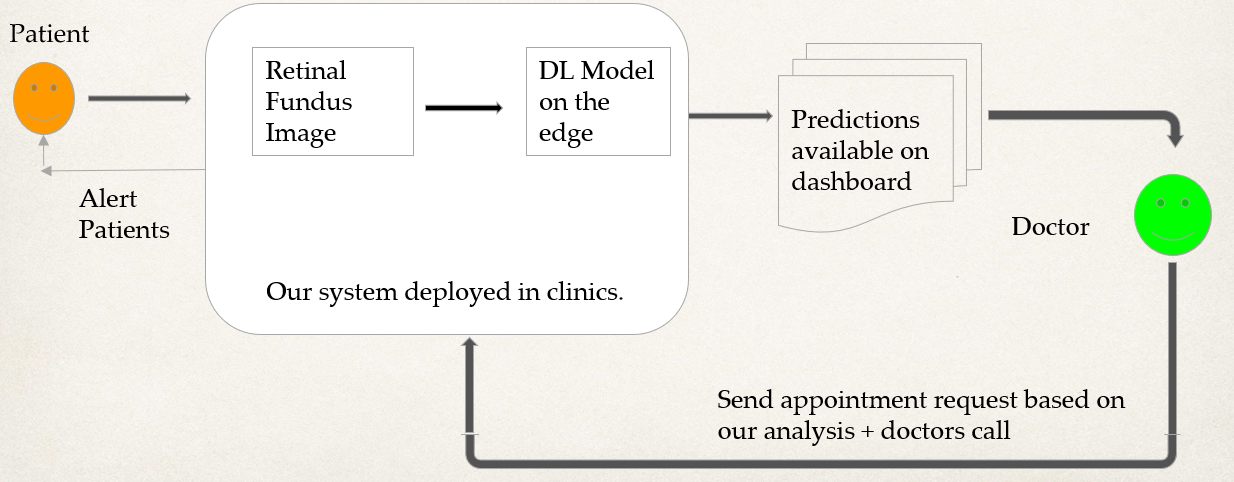 Patient
Retinal
Fundus
Image
DL Model
on the
edge
Predictions
available on
dashboard
Alert
Patients
Doctor
Our system deployed in clinics.
Send appointment request based on
our analysis + doctors call